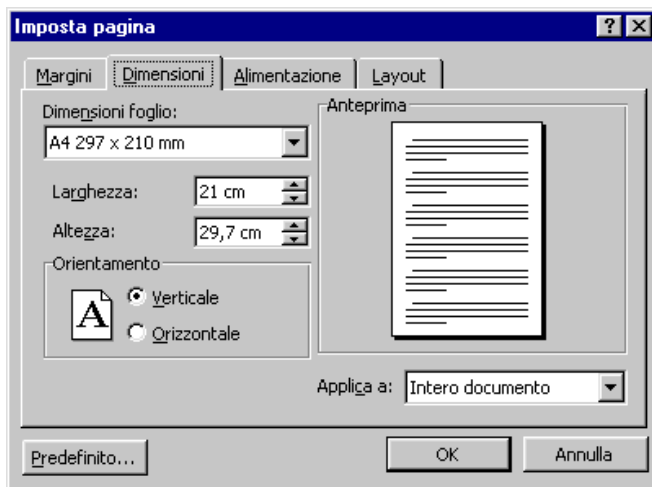 Imposta pagina
Margini Dimensioni Alimentazione Layout
Dimensioni foglio:
A4 297 x 210 mm
Larghezza: 21 cm
Altezza: 29,7 cm
Orientamento
A
Verticale
Orizzontale
Anteprima
Applica a: Intero documento
Predefinito... OK Annulla